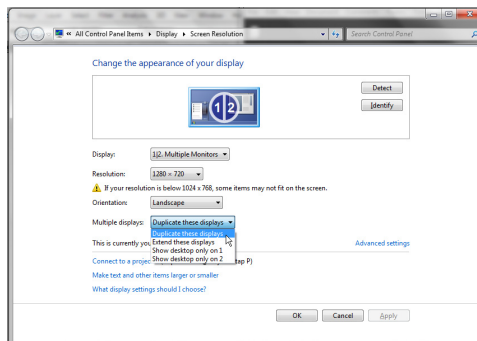 « All Control Panel Items ▸ Display ▸ Screen Resolution
Search Control Panel
Change the appearance of your display
Detect
Identify
1|2
Display: 1|2. Multiple Monitors
Resolution: 1280 × 720
If your resolution is below 1024 x 768, some items may not fit on the screen.
Orientation: Landscape
Multiple displays: Duplicate these displays
Duplicate these displays
Extend these displays
Show desktop only on 1
Show desktop only on 2
This is currently you
Advanced settings
Connect to a projec tap P)
Make text and other items larger or smaller
What display settings should I choose?
OK
Cancel
Apply